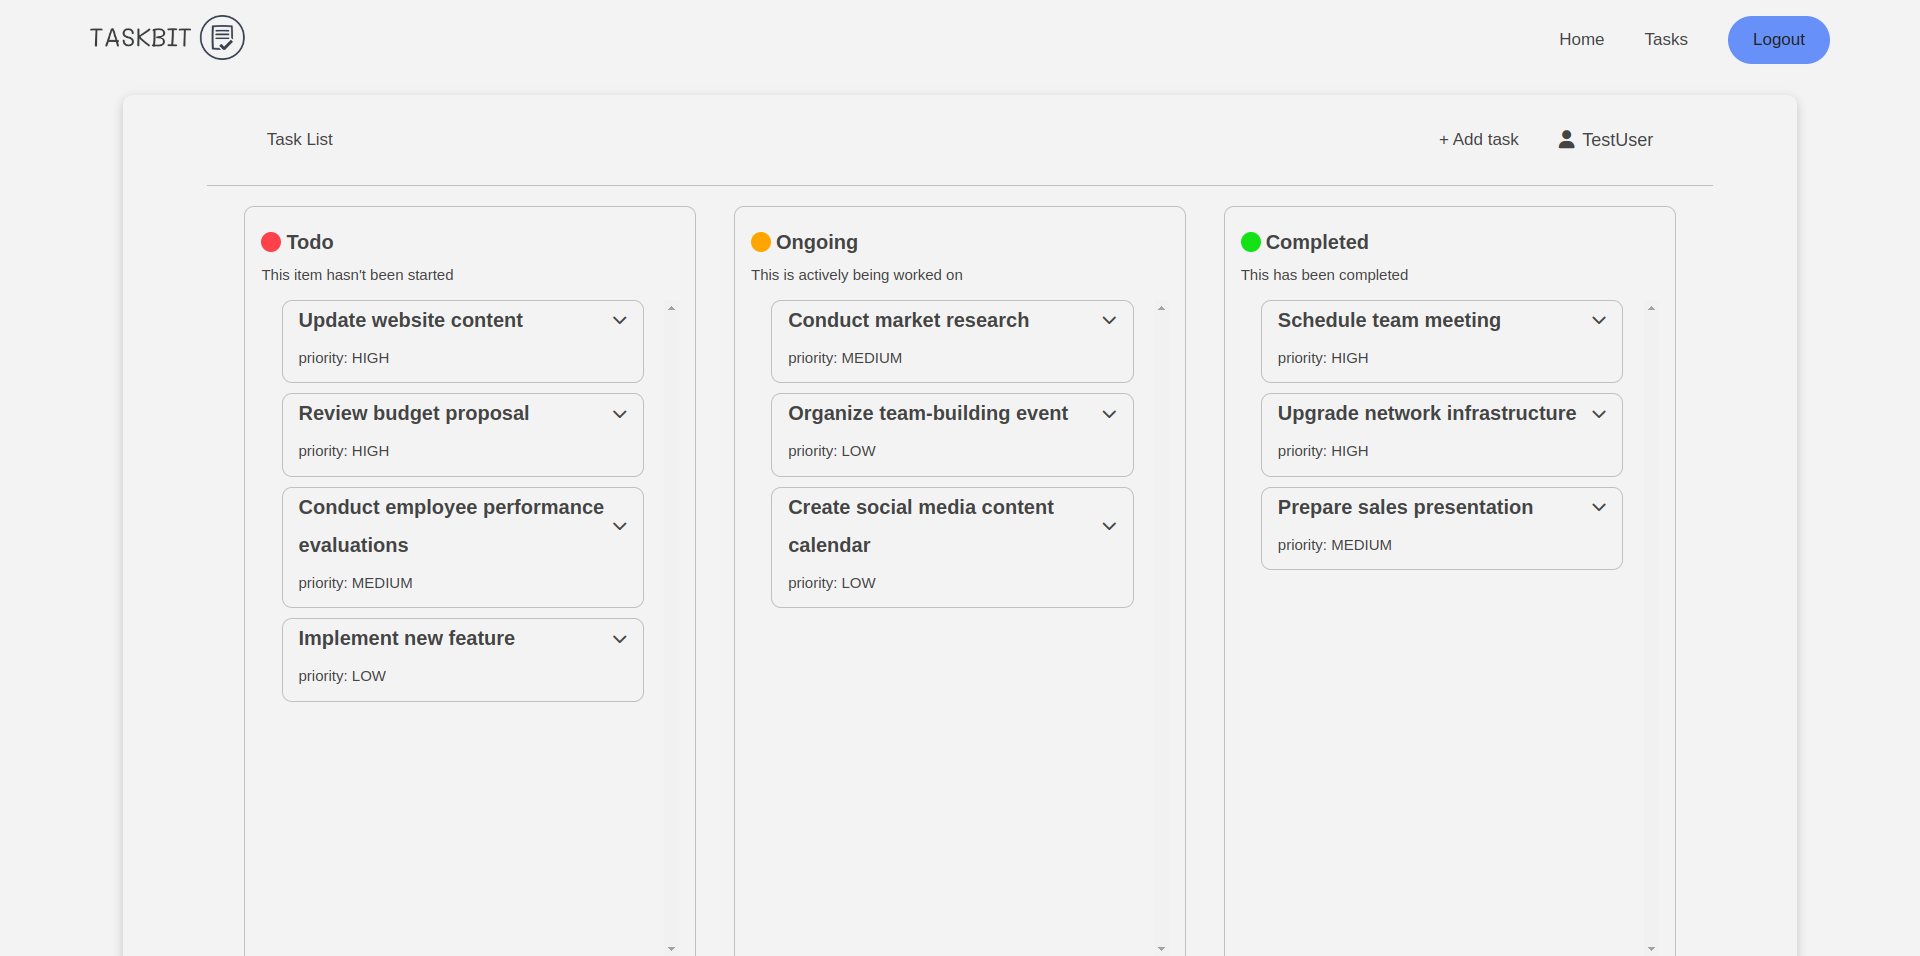 TASKBIT
Home
Tasks
Logout
Task List
+ Add task
TestUser
Todo
This item hasn't been started
Update website content
priority: HIGH
Review budget proposal
priority: HIGH
Conduct employee performance
evaluations
priority: MEDIUM
Implement new feature
priority: LOW
Ongoing
This is actively being worked on
Conduct market research
priority: MEDIUM
Organize team-building event
priority: LOW
Create social media content
calendar
priority: LOW
Completed
This has been completed
Schedule team meeting
priority: HIGH
Upgrade network infrastructure
priority: HIGH
Prepare sales presentation
priority: MEDIUM